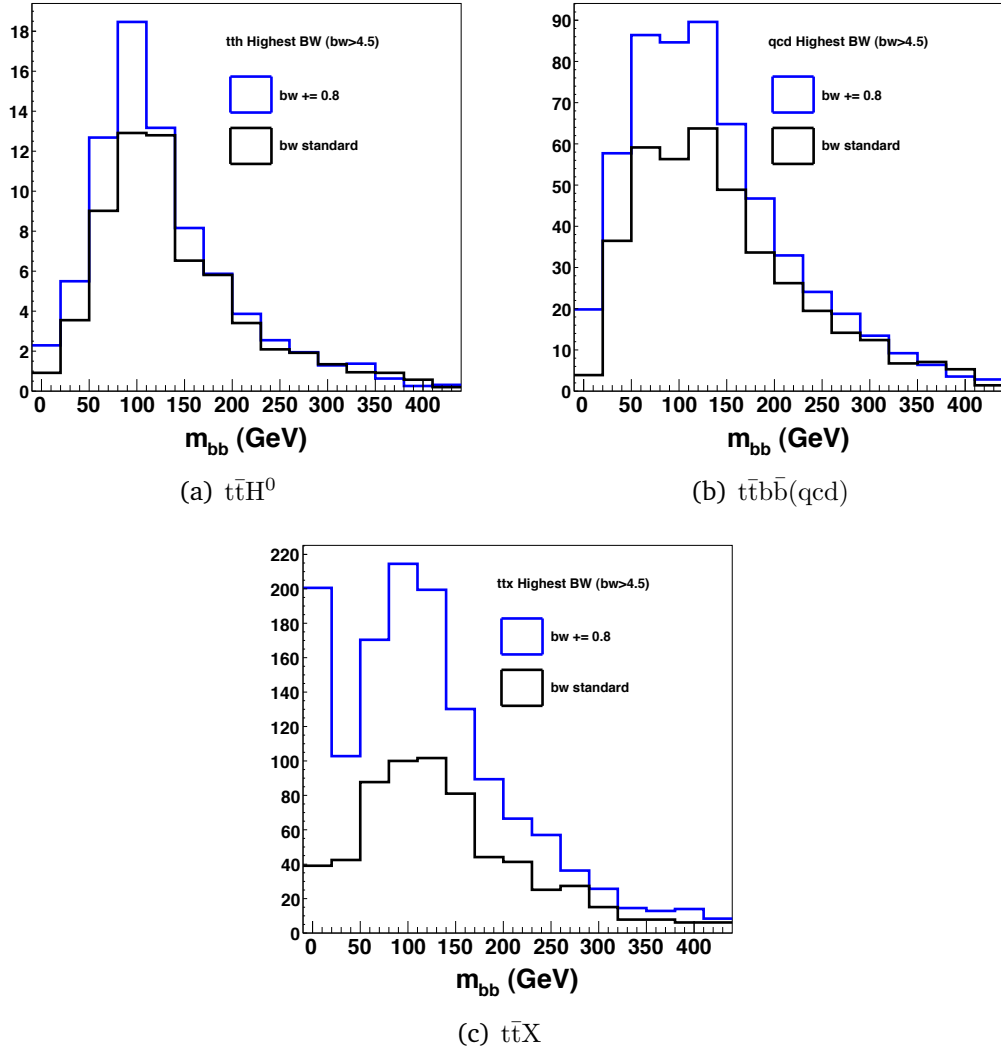 tth Highest BW (bw>4.5)
bw += 0.8
bw standard
18
16
14
12
10
8
6
4
2
0
0 50 100 150 200 250 300 350 400
m_bb (GeV)
(a) tt̄H⁰
qcd Highest BW (bw>4.5)
bw += 0.8
bw standard
90
80
70
60
50
40
30
20
10
0
0 50 100 150 200 250 300 350 400
m_bb (GeV)
(b) tt̄bb̄(qcd)
ttx Highest BW (bw>4.5)
bw += 0.8
bw standard
220
200
180
160
140
120
100
80
60
40
20
0
0 50 100 150 200 250 300 350 400
m_bb (GeV)
(c) tt̄X